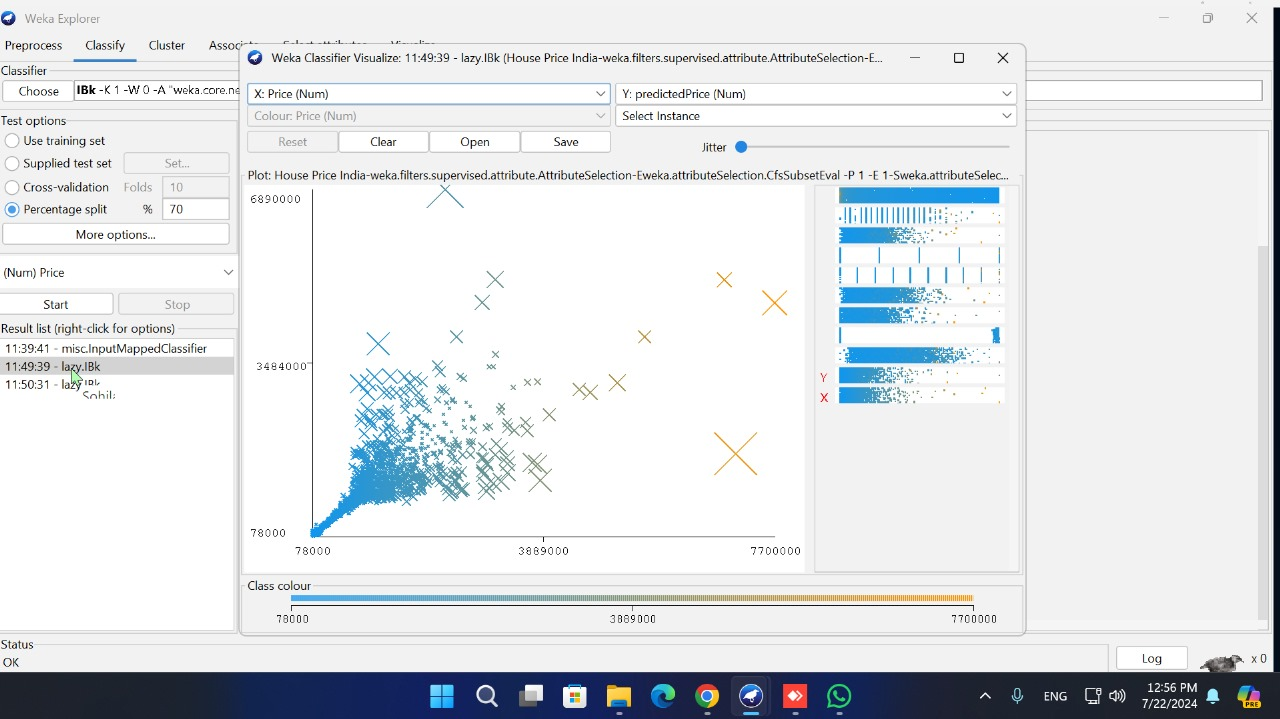 Weka Explorer
Preprocess Classify Cluster
Classifier
Choose IBk -K 1 -W 0 -A "weka.core.ne
Test options
Use training set
Supplied test set Set...
Cross-validation Folds 10
Percentage split % 70
More options...
(Num) Price
Start Stop
Result list (right-click for options)
11:39:41 - misc.InputMappedClassifier
11:49:39 - lazy.IBk
11:50:31 - lazy
Weka Classifier Visualize: 11:49:39 - lazy.IBk (House Price India-weka.filters.supervised.attribute.AttributeSelection-E...
X: Price (Num) Y: predictedPrice (Num)
Colour: Price (Num) Select Instance
Reset Clear Open Save Jitter
Plot: House Price India-weka.filters.supervised.attribute.AttributeSelection-Eweka.attributeSelection.CfsSubsetEval -P 1 -E 1-Sweka.attributeSelec...
6890000
3484000
78000
78000 3889000 7700000
Y
X
Class colour
78000 3889000 7700000
Status
OK
Log x 0
ENG
12:56 PM
7/22/2024
PRE